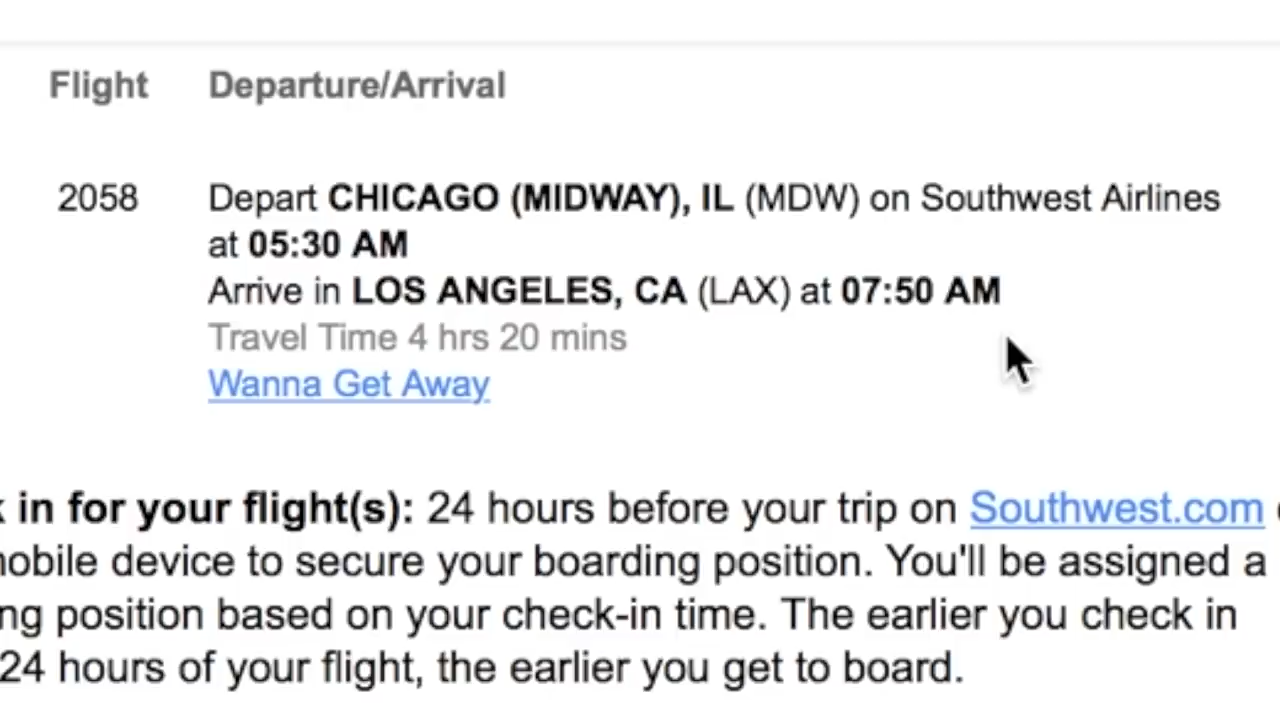 Flight Departure/Arrival
2058 Depart CHICAGO (MIDWAY), IL (MDW) on Southwest Airlines
at 05:30 AM
Arrive in LOS ANGELES, CA (LAX) at 07:50 AM
Travel Time 4 hrs 20 mins
Wanna Get Away
in for your flight(s): 24 hours before your trip on Southwest.com
device to secure your boarding position. You'll be assigned a
position based on your check-in time. The earlier you check in
24 hours of your flight, the earlier you get to board.